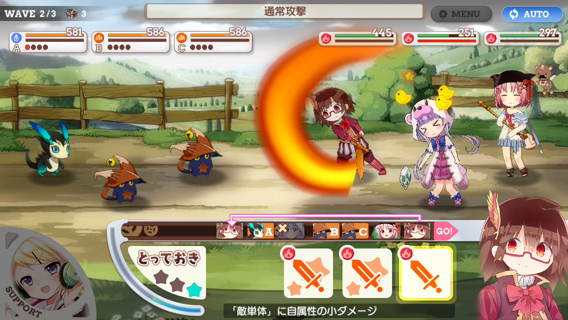 WAVE 2/3 3
通常攻撃
MENU
AUTO
581
586
586
445
251
297
A
B
C
A B C GO!
とっておき
SUPPORT
「敵単体」に自属性の小ダメージ